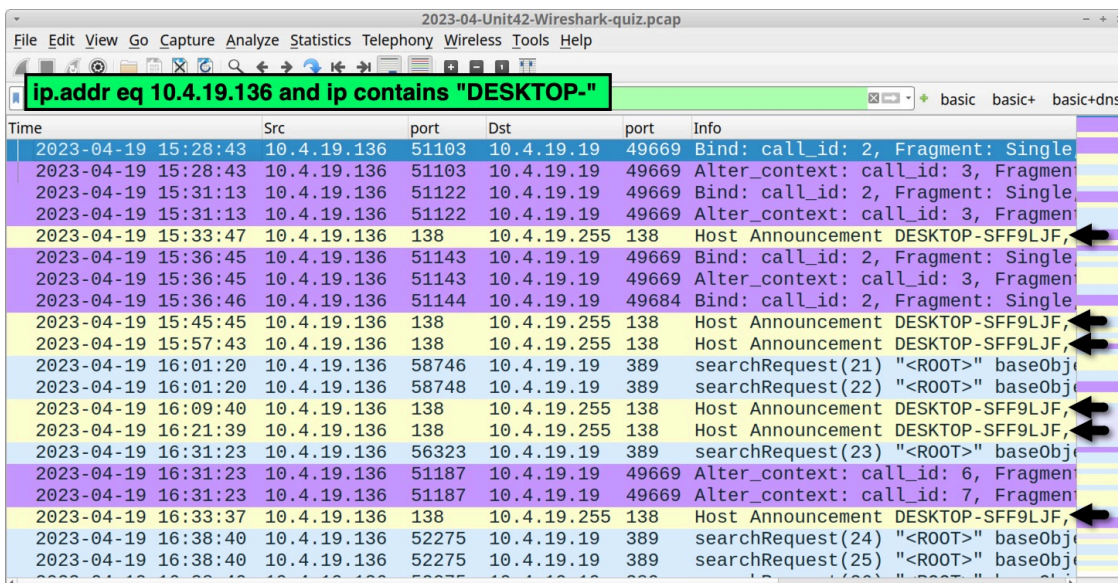 2023-04-Unit42-Wireshark-quiz.pcap
File Edit View Go Capture Analyze Statistics Telephony Wireless Tools Help
ip.addr eq 10.4.19.136 and ip contains "DESKTOP-" basic basic+ basic+dns
Time Src port Dst port Info
2023-04-19 15:28:43 10.4.19.136 51103 10.4.19.19 49669 Bind: call_id: 2, Fragment: Single,
2023-04-19 15:28:43 10.4.19.136 51103 10.4.19.19 49669 Alter_context: call_id: 3, Fragment
2023-04-19 15:31:13 10.4.19.136 51122 10.4.19.19 49669 Bind: call_id: 2, Fragment: Single,
2023-04-19 15:31:13 10.4.19.136 51122 10.4.19.19 49669 Alter_context: call_id: 3, Fragment
2023-04-19 15:33:47 10.4.19.136 138 10.4.19.255 138 Host Announcement DESKTOP-SFF9LJF,
2023-04-19 15:36:45 10.4.19.136 51143 10.4.19.19 49669 Bind: call_id: 2, Fragment: Single,
2023-04-19 15:36:45 10.4.19.136 51143 10.4.19.19 49669 Alter_context: call_id: 3, Fragment
2023-04-19 15:36:46 10.4.19.136 51144 10.4.19.19 49684 Bind: call_id: 2, Fragment: Single,
2023-04-19 15:45:45 10.4.19.136 138 10.4.19.255 138 Host Announcement DESKTOP-SFF9LJF,
2023-04-19 15:57:43 10.4.19.136 138 10.4.19.255 138 Host Announcement DESKTOP-SFF9LJF,
2023-04-19 16:01:20 10.4.19.136 58746 10.4.19.19 389 searchRequest(21) "<ROOT>" baseObje
2023-04-19 16:01:20 10.4.19.136 58748 10.4.19.19 389 searchRequest(22) "<ROOT>" baseObje
2023-04-19 16:09:40 10.4.19.136 138 10.4.19.255 138 Host Announcement DESKTOP-SFF9LJF,
2023-04-19 16:21:39 10.4.19.136 138 10.4.19.255 138 Host Announcement DESKTOP-SFF9LJF,
2023-04-19 16:31:23 10.4.19.136 56323 10.4.19.19 389 searchRequest(23) "<ROOT>" baseObje
2023-04-19 16:31:23 10.4.19.136 51187 10.4.19.19 49669 Alter_context: call_id: 6, Fragment
2023-04-19 16:31:23 10.4.19.136 51187 10.4.19.19 49669 Alter_context: call_id: 7, Fragment
2023-04-19 16:33:37 10.4.19.136 138 10.4.19.255 138 Host Announcement DESKTOP-SFF9LJF,
2023-04-19 16:38:40 10.4.19.136 52275 10.4.19.19 389 searchRequest(24) "<ROOT>" baseObje
2023-04-19 16:38:40 10.4.19.136 52275 10.4.19.19 389 searchRequest(25) "<ROOT>" baseObje